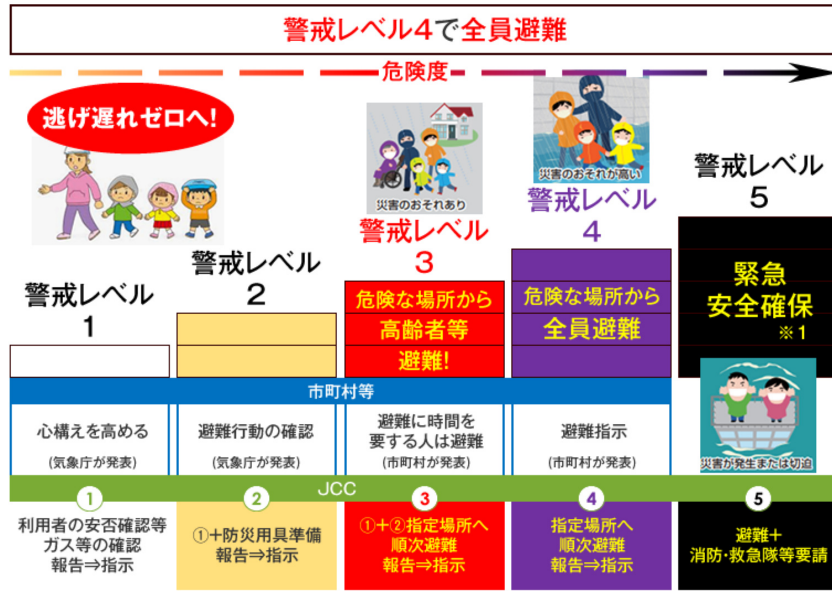 警戒レベル4で全員避難
危険度
逃げ遅れゼロへ!
災害のおそれあり
災害のおそれが高い
警戒レベル
1
警戒レベル
2
警戒レベル
3
警戒レベル
4
警戒レベル
5
危険な場所から
高齢者等
避難!
危険な場所から
全員避難
緊急
安全確保
※1
災害が発生または切迫
市町村等
心構えを高める
(気象庁が発表)
避難行動の確認
(気象庁が発表)
避難に時間を
要する人は避難
(市町村が発表)
避難指示
(市町村が発表)
JCC
1
利用者の安否確認等
ガス等の確認
報告⇒指示
2
①+防災用具準備
報告⇒指示
3
①+②指定場所へ
順次避難
報告⇒指示
4
指定場所へ
順次避難
報告⇒指示
5
避難+
消防・救急隊等要請